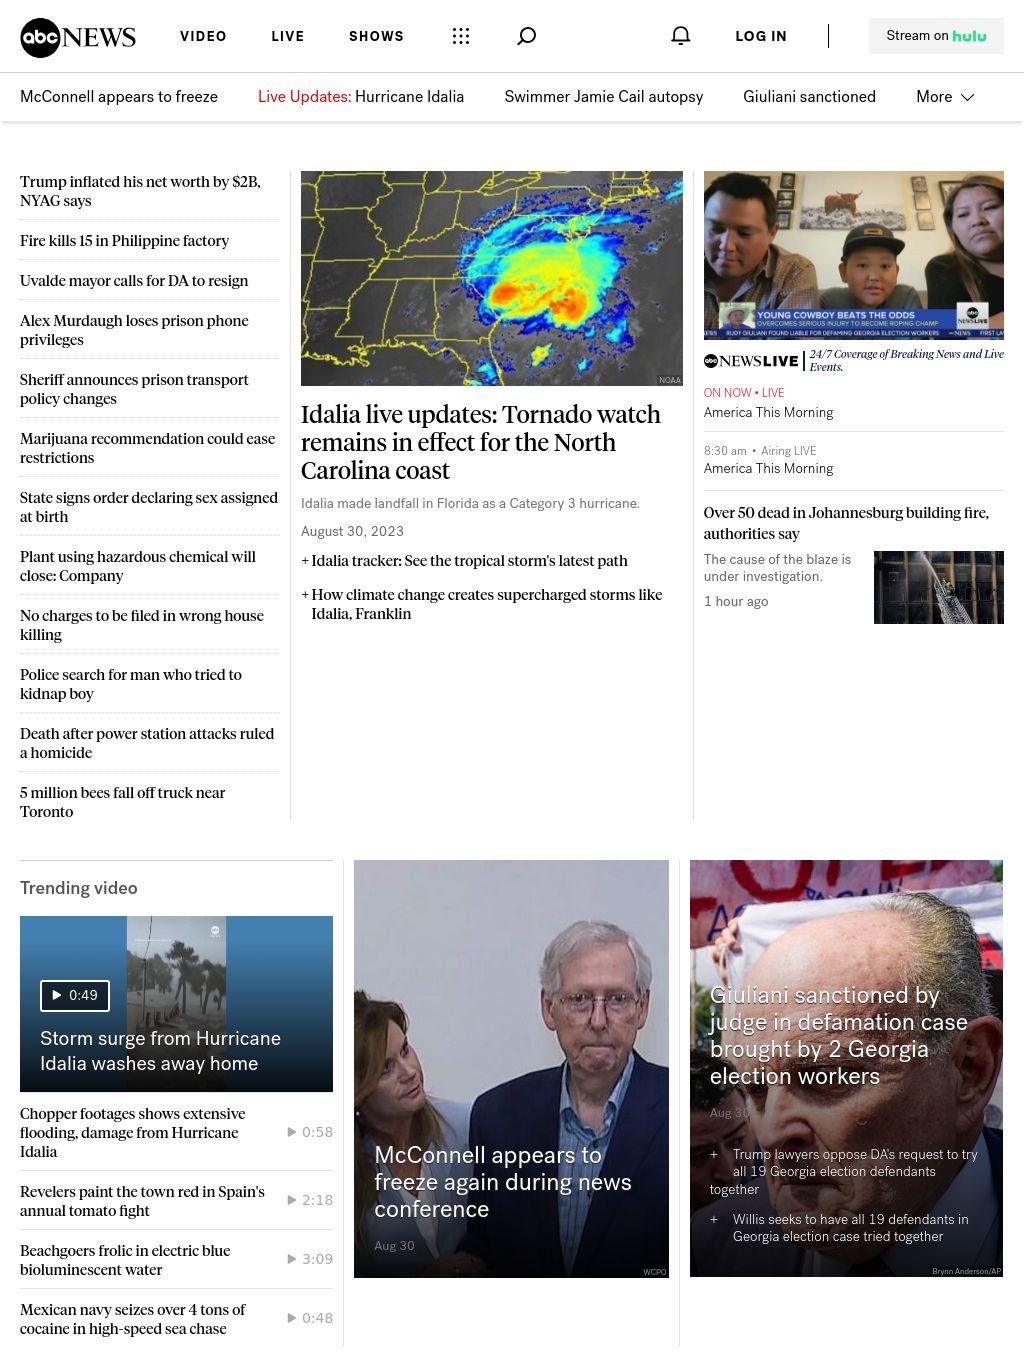 abc NEWS
VIDEO
LIVE
SHOWS
LOG IN
Stream on hulu
McConnell appears to freeze
Live Updates: Hurricane Idalia
Swimmer Jamie Cail autopsy
Giuliani sanctioned
More
Trump inflated his net worth by $2B,
NYAG says
Fire kills 15 in Philippine factory
Uvalde mayor calls for DA to resign
Alex Murdaugh loses prison phone
privileges
Sheriff announces prison transport
policy changes
Marijuana recommendation could ease
restrictions
State signs order declaring sex assigned
at birth
Plant using hazardous chemical will
close: Company
No charges to be filed in wrong house
killing
Police search for man who tried to
kidnap boy
Death after power station attacks ruled
a homicide
5 million bees fall off truck near
Toronto
NOAA
Idalia live updates: Tornado watch
remains in effect for the North
Carolina coast
Idalia made landfall in Florida as a Category 3 hurricane.
August 30, 2023
+ Idalia tracker: See the tropical storm's latest path
+ How climate change creates supercharged storms like
Idalia, Franklin
YOUNG COWBOY BEATS THE ODDS
OVERCOMES SERIOUS INJURY TO BECOME ROPING CHAMP
abc
NEWS LIVE
NEWS RUDY GIULIANI FOUND LIABLE FOR DEFAMING GEORGIA ELECTION WORKERS • NEWS FIRST LA
abc NEWS LIVE
24/7 Coverage of Breaking News and Live
Events.
ON NOW • LIVE
America This Morning
8:30 am • Airing LIVE
America This Morning
Over 50 dead in Johannesburg building fire,
authorities say
The cause of the blaze is
under investigation.
1 hour ago
Trending video
0:49
Storm surge from Hurricane
Idalia washes away home
Chopper footages shows extensive
flooding, damage from Hurricane
Idalia
0:58
Revelers paint the town red in Spain's
annual tomato fight
2:18
Beachgoers frolic in electric blue
bioluminescent water
3:09
Mexican navy seizes over 4 tons of
cocaine in high-speed sea chase
0:48
McConnell appears to
freeze again during news
conference
Aug 30
WCPO
Giuliani sanctioned by
judge in defamation case
brought by 2 Georgia
election workers
Aug 30
+ Trump lawyers oppose DA's request to try
all 19 Georgia election defendants
together
+ Willis seeks to have all 19 defendants in
Georgia election case tried together
Brynn Anderson/AP